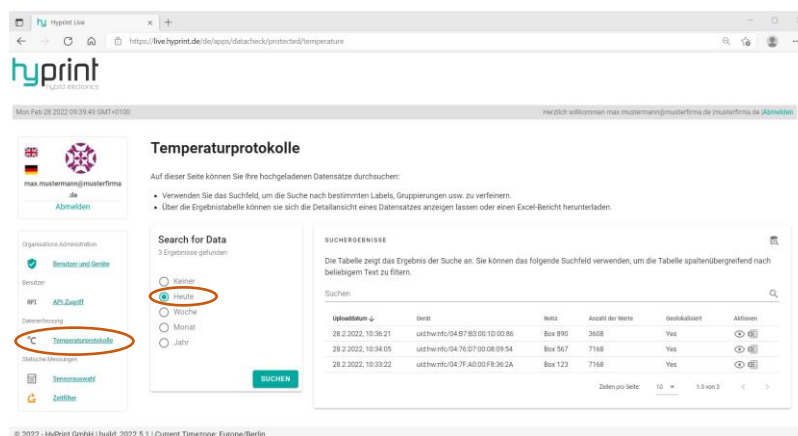 hy Hyprint Live × +
https://live.hyprint.de/de/apps/datacheck/protected/temperature
hyprint
hybrid electronics
Mon Feb 28 2022 09:39:49 GMT+0100
Herzlich willkommen max.mustermann@musterfirma.de |musterfirma.de |Abmelden
max.mustermann@musterfirma
.de
Abmelden
Organisations Administration
Benutzer und Geräte
Benutzer
API API-Zugriff
Datenerfassung
°C Temperaturprotokolle
Statische Messungen
Sensorauswahl
Zeitfilter
Temperaturprotokolle
Auf dieser Seite können Sie Ihre hochgeladenen Datensätze durchsuchen:
• Verwenden Sie das Suchfeld, um die Suche nach bestimmten Labels, Gruppierungen usw. zu verfeinern.
• Über die Ergebnistabelle können sie sich die Detailansicht eines Datensatzes anzeigen lassen oder einen Excel-Bericht herunterladen.
Search for Data
3 Ergebnisse gefunden
Keiner
Heute
Woche
Monat
Jahr
SUCHEN
SUCHERGEBNISSE
Die Tabelle zeigt das Ergebnis der Suche an. Sie können das folgende Suchfeld verwenden, um die Tabelle spaltenübergreifend nach
beliebigem Text zu filtern.
Suchen
Uploaddatum ↓ Gerät Notiz Anzahl der Werte Geolokalisiert Aktionen
28.2.2022, 10:36:21 uid:hw:nfc/04:B7:B3:00:1D:00:86 Box 890 3608 Yes
28.2.2022, 10:34:05 uid:hw:nfc/04:76:D7:00:08:09:54 Box 567 7168 Yes
28.2.2022, 10:33:22 uid:hw:nfc/04:7F:A0:00:F8:36:2A Box 123 7168 Yes
Zeilen pro Seite: 10 1-3 von 3
© 2022 - HyPrint GmbH | build: 2022.5.1 | Current Timezone: Europe/Berlin